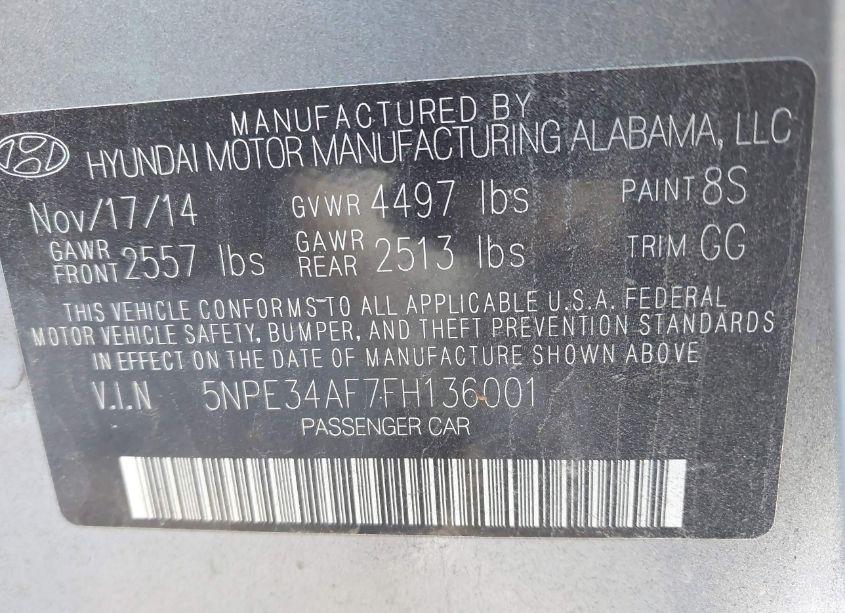 MANUFACTURED BY
HYUNDAI MOTOR MANUFACTURING ALABAMA, LLC
Nov/17/14 GVWR 4497 lbs PAINT 8S
GAWR FRONT 2557 lbs GAWR REAR 2513 lbs TRIM GG
THIS VEHICLE CONFORMS TO ALL APPLICABLE U.S.A. FEDERAL
MOTOR VEHICLE SAFETY, BUMPER, AND THEFT PREVENTION STANDARDS
IN EFFECT ON THE DATE OF MANUFACTURE SHOWN ABOVE
V.I.N 5NPE34AF7FH136001
PASSENGER CAR